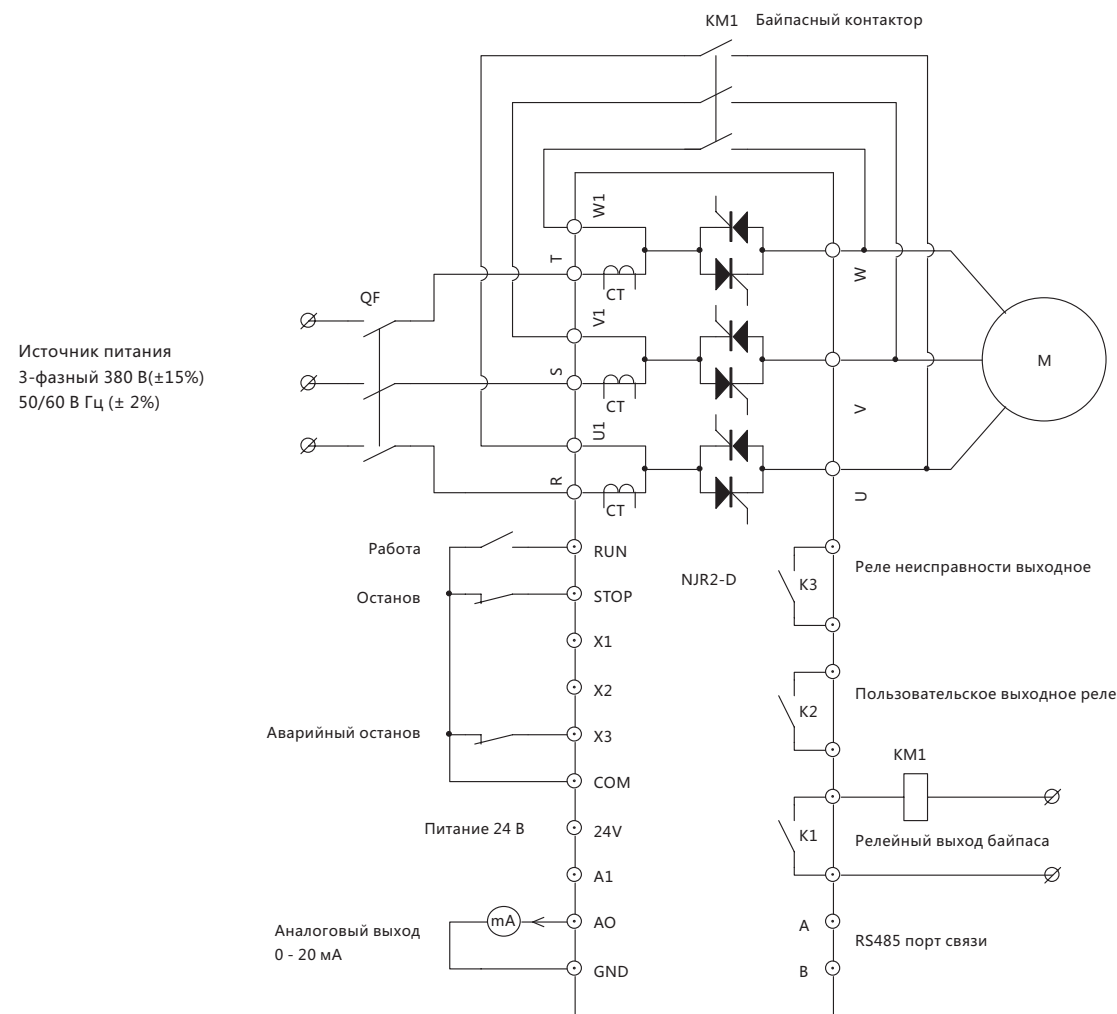 KM1 Байпасный контактор
W1
T
CT
W
QF
V1
Источник питания
3-фазный 380 В(±15%)
50/60 В Гц (± 2%)
S
CT
V
M
U1
R
CT
U
Работа
RUN
NJR2-D
K3
Реле неисправности выходное
Останов
STOP
X1
X2
K2
Пользовательское выходное реле
Аварийный останов
X3
COM
KM1
Питание 24 В
24V
K1
Релейный выход байпаса
A1
Аналоговый выход
0 - 20 мА
mA
AO
GND
A
B
RS485 порт связи